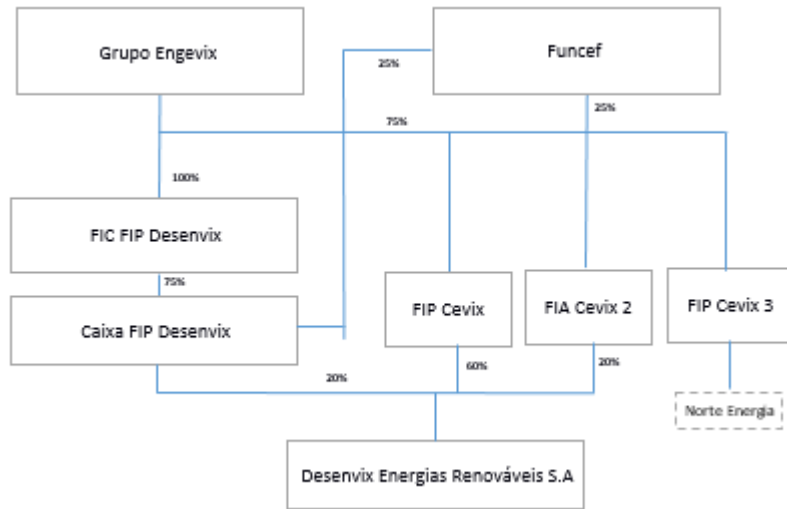 Grupo Engevix
Funcef
25%
25%
75%
100%
FIC FIP Desenvix
75%
Caixa FIP Desenvix
FIP Cevix
FIA Cevix 2
FIP Cevix 3
20%
60%
20%
Norte Energia
Desenvix Energias Renováveis S.A